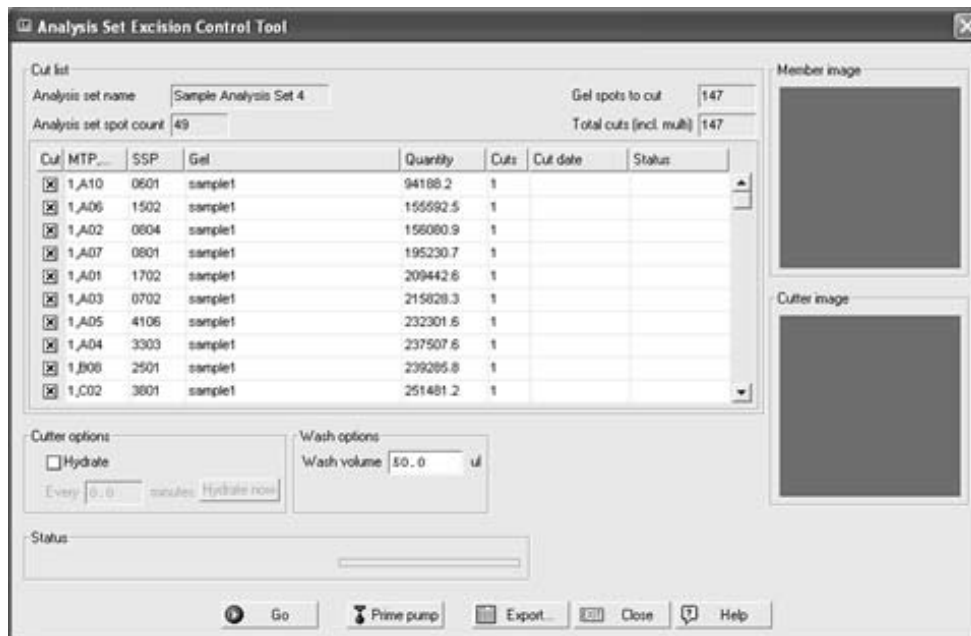 Analysis Set Excision Control Tool
Cut list
Member image
Analysis set name Sample Analysis Set 4 Gel spots to cut 147
Analysis set spot count 49 Total cuts (incl. multi) 147
Cut MTP,... SSP Gel Quantity Cuts Cut date Status
1,A10 0601 sample1 94188.2 1
1,A06 1502 sample1 155592.5 1
1,A02 0804 sample1 156080.9 1
1,A07 0801 sample1 195230.7 1
1,A01 1702 sample1 209442.6 1
1,A03 0702 sample1 215828.3 1
1,A05 4106 sample1 232301.6 1
1,A04 3303 sample1 237507.6 1
1,B08 2501 sample1 239285.8 1
1,C02 3801 sample1 251481.2 1
Cutter image
Cutter options Wash options
Hydrate Wash volume 50.0 ul
Every 0.0 minutes Hydrate now
Status
Go Prime pump Export... EXIT Close ? Help